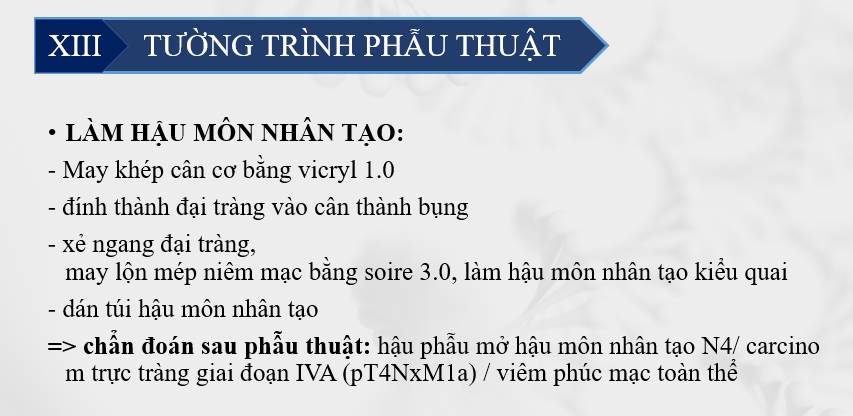 XIII TƯỜNG TRÌNH PHẪU THUẬT
• LÀM HẬU MÔN NHÂN TẠO:
- May khép cân cơ bằng vicryl 1.0
- đính thành đại tràng vào cân thành bụng
- xẻ ngang đại tràng,
may lộn mép niêm mạc bằng soire 3.0, làm hậu môn nhân tạo kiểu quai
- dán túi hậu môn nhân tạo
=> chẩn đoán sau phẫu thuật: hậu phẫu mở hậu môn nhân tạo N4/ carcino
m trực tràng giai đoạn IVA (pT4NxM1a) / viêm phúc mạc toàn thể